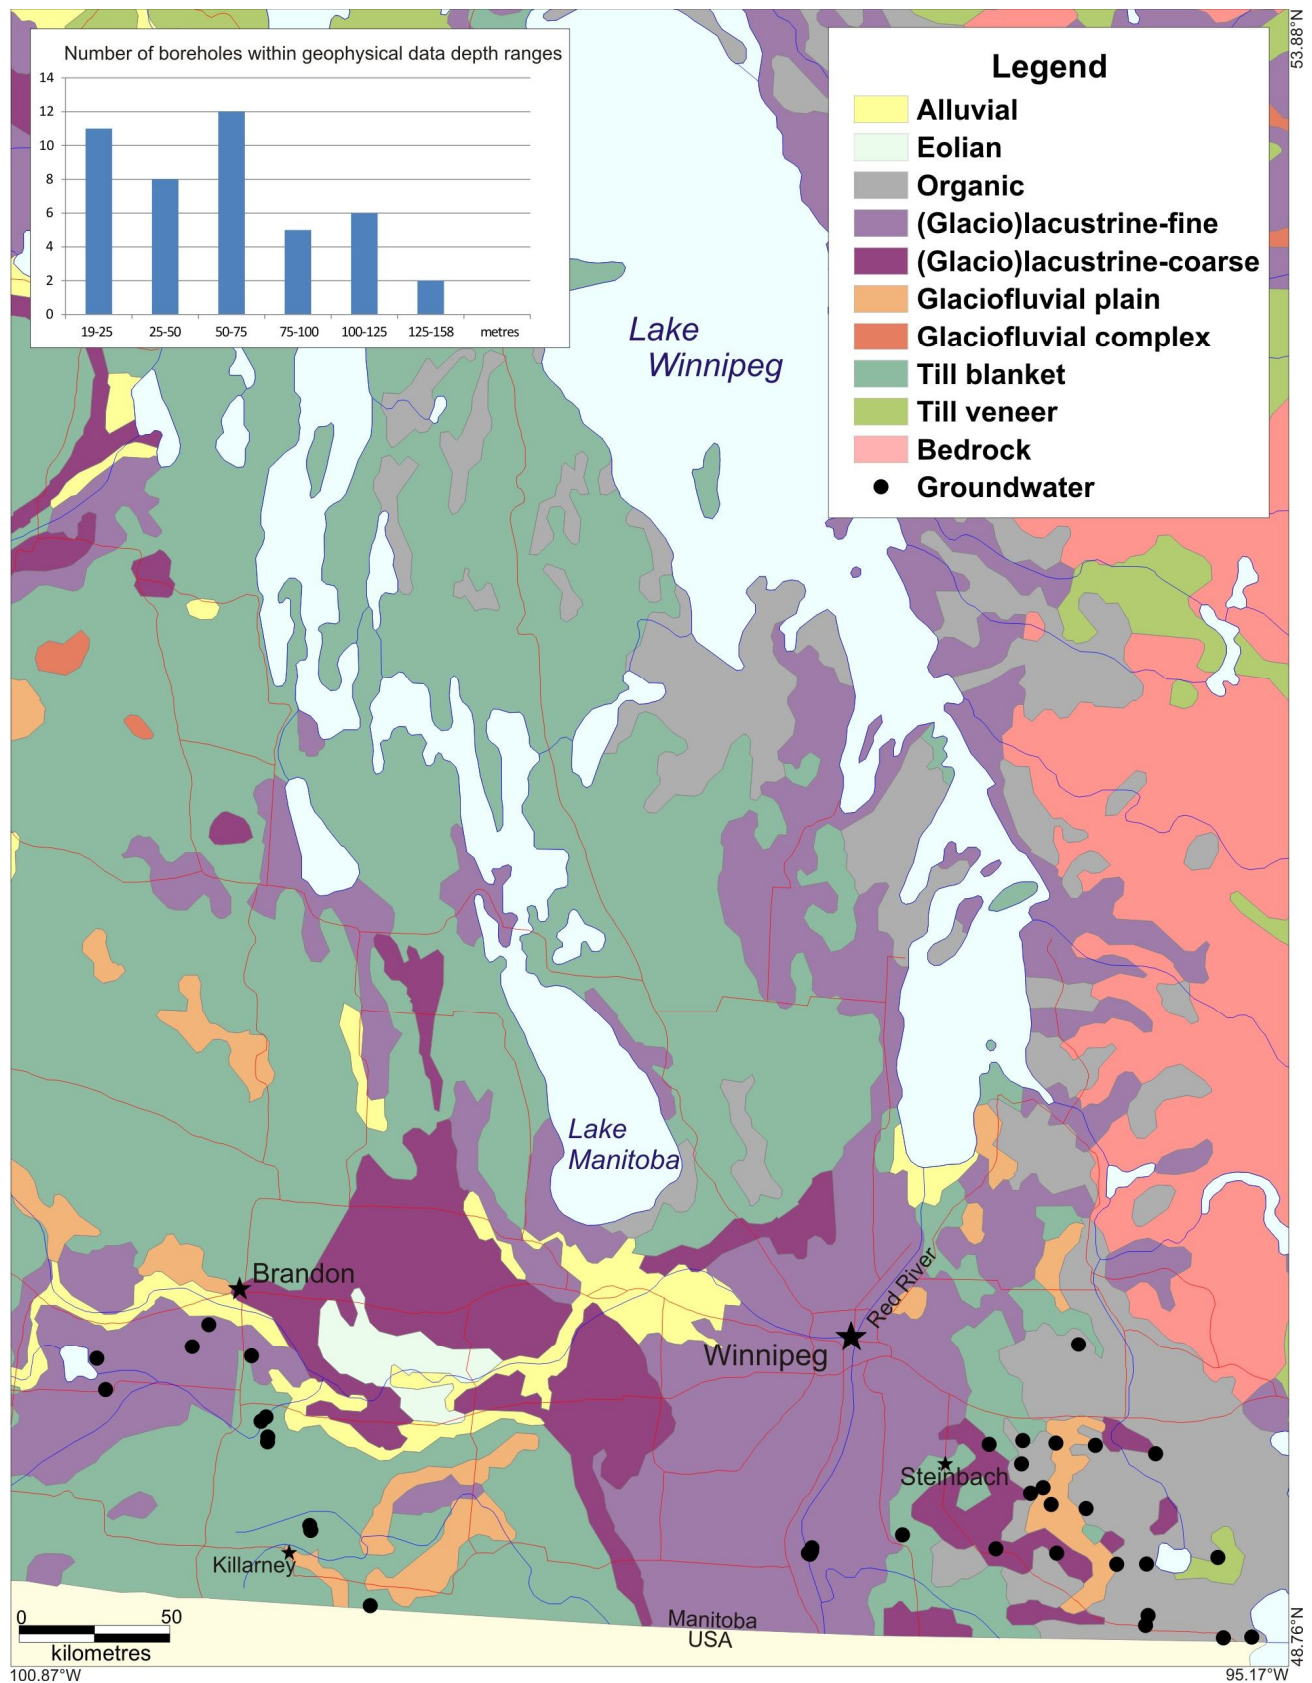 Number of boreholes within geophysical data depth ranges
14
12
10
8
6
4
2
0
19-25 25-50 50-75 75-100 100-125 125-158 metres
Legend
Alluvial
Eolian
Organic
(Glacio)lacustrine-fine
(Glacio)lacustrine-coarse
Glaciofluvial plain
Glaciofluvial complex
Till blanket
Till veneer
Bedrock
Groundwater
53.88°N
Lake
Winnipeg
Lake
Manitoba
Brandon
Red River
Winnipeg
Steinbach
Killarney
Manitoba
USA
0 50
kilometres
48.76°N
100.87°W 95.17°W